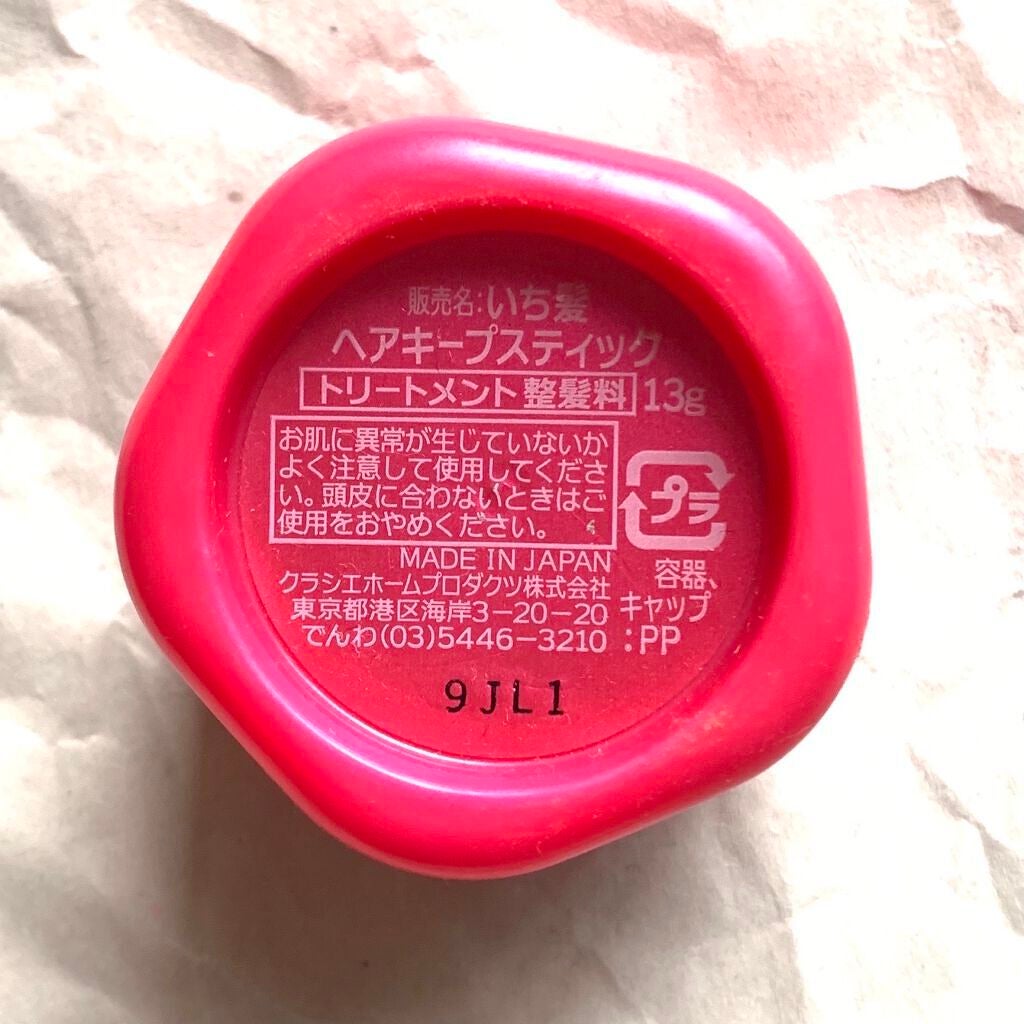 販売名:いち髪
ヘアキープスティック
トリートメント 整髪料 13g
お肌に異常が生じていないか
よく注意して使用してくださ
い。頭皮に合わないときはご
使用をおやめください。
プラ
容器、
キャップ
:PP
MADE IN JAPAN
クラシエホームプロダクツ株式会社
東京都港区海岸3-20-20
でんわ(03)5446-3210
9JL1